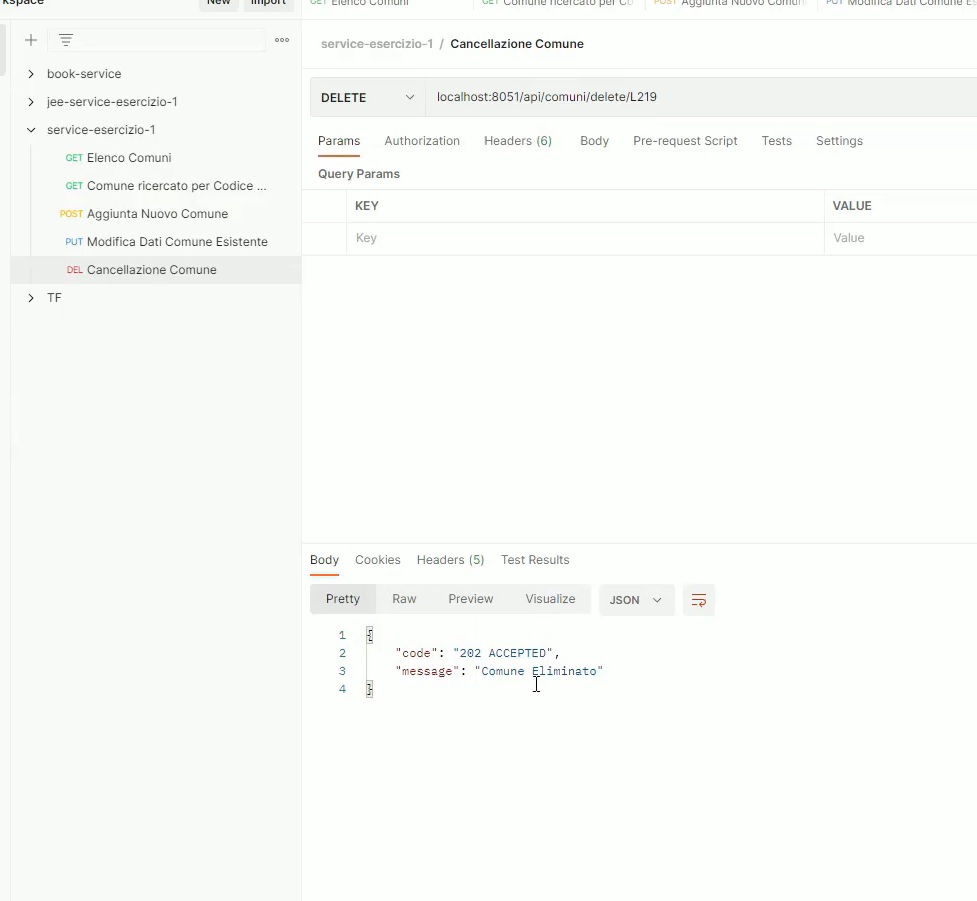 kspace
New
Import
GET Elenco Comuni
GET Comune ricercato per Co
POST Aggiunta Nuovo Comun
PUT Modifica Dati Comune Es
service-esercizio-1 / Cancellazione Comune
book-service
jee-service-esercizio-1
service-esercizio-1
GET Elenco Comuni
GET Comune ricercato per Codice ...
POST Aggiunta Nuovo Comune
PUT Modifica Dati Comune Esistente
DEL Cancellazione Comune
TF
DELETE
localhost:8051/api/comuni/delete/L219
Params Authorization Headers (6) Body Pre-request Script Tests Settings
Query Params
KEY VALUE
Key Value
Body Cookies Headers (5) Test Results
Pretty Raw Preview Visualize JSON
1 {
2 "code": "202 ACCEPTED",
3 "message": "Comune Eliminato"
4 }